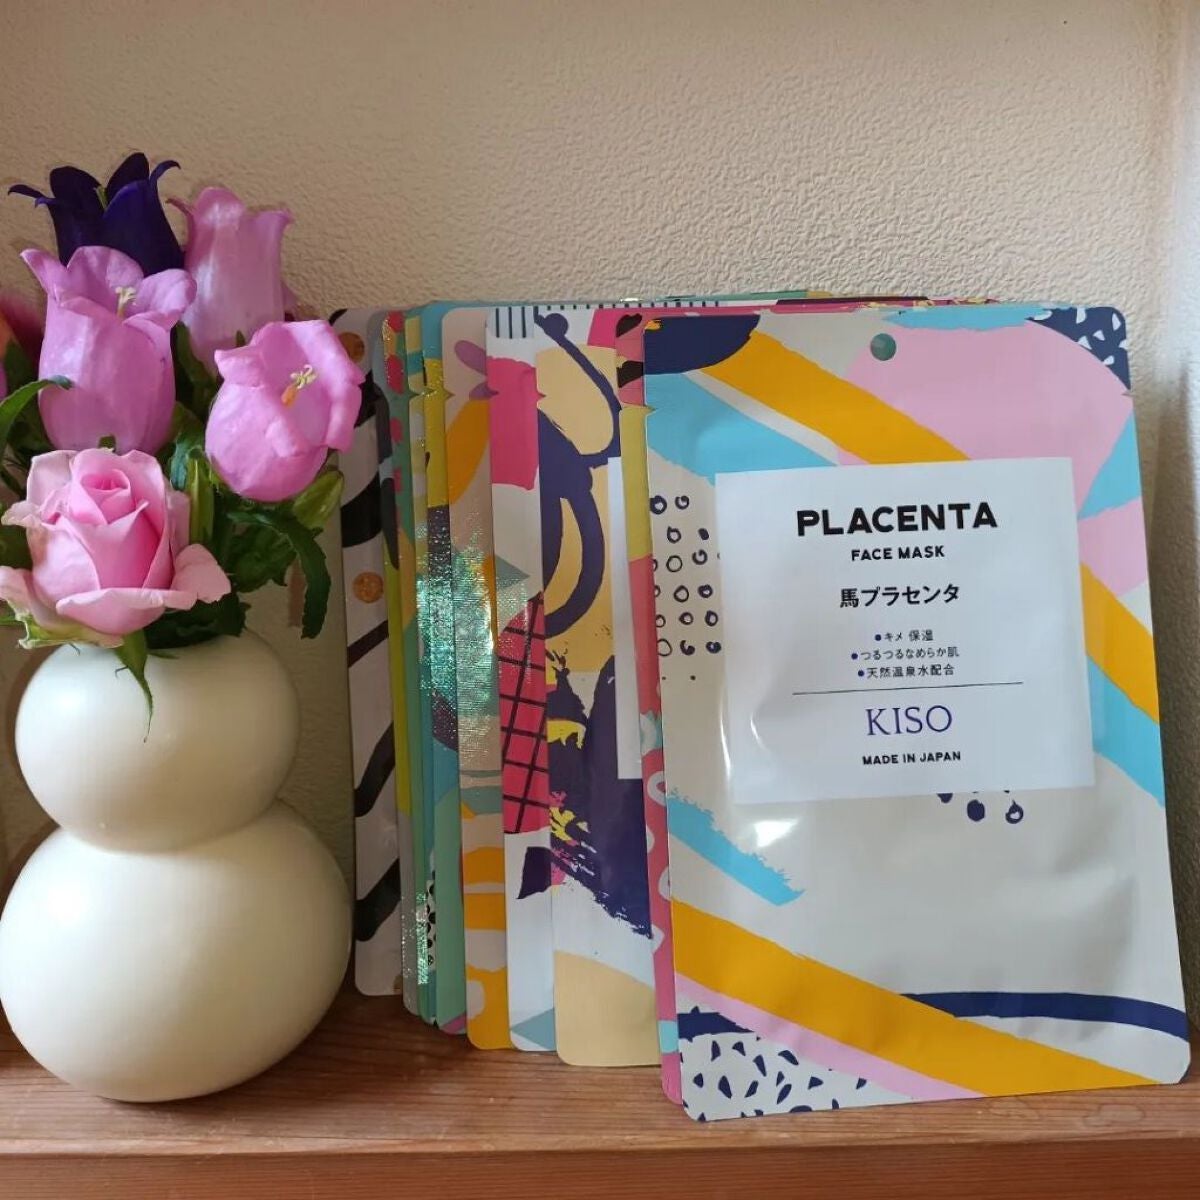 PLACENTA
FACE MASK
馬プラセンタ
●キメ 保湿
●つるつるなめらか肌
●天然温泉水配合
KISO
MADE IN JAPAN